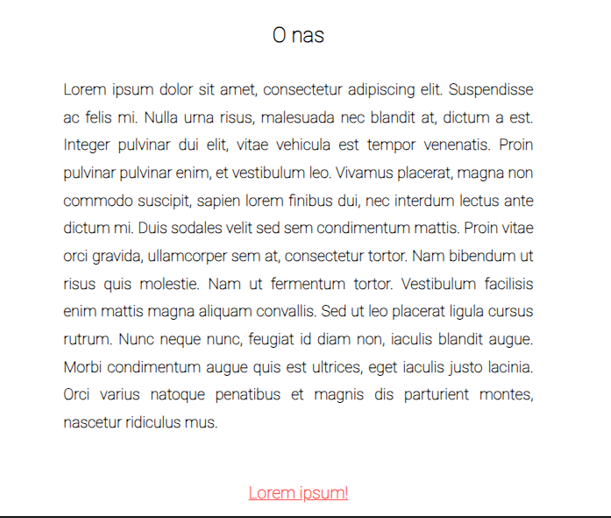 O nas
Lorem ipsum dolor sit amet, consectetur adipiscing elit. Suspendisse
ac felis mi. Nulla urna risus, malesuada nec blandit at, dictum a est.
Integer pulvinar dui elit, vitae vehicula est tempor venenatis. Proin
pulvinar pulvinar enim, et vestibulum leo. Vivamus placerat, magna non
commodo suscipit, sapien lorem finibus dui, nec interdum lectus ante
dictum mi. Duis sodales velit sed sem condimentum mattis. Proin vitae
orci gravida, ullamcorper sem at, consectetur tortor. Nam bibendum ut
risus quis molestie. Nam ut fermentum tortor. Vestibulum facilisis
enim mattis magna aliquam convallis. Sed ut leo placerat ligula cursus
rutrum. Nunc neque nunc, feugiat id diam non, iaculis blandit augue.
Morbi condimentum augue quis est ultrices, eget iaculis justo lacinia.
Orci varius natoque penatibus et magnis dis parturient montes,
nascetur ridiculus mus.
Lorem ipsum!